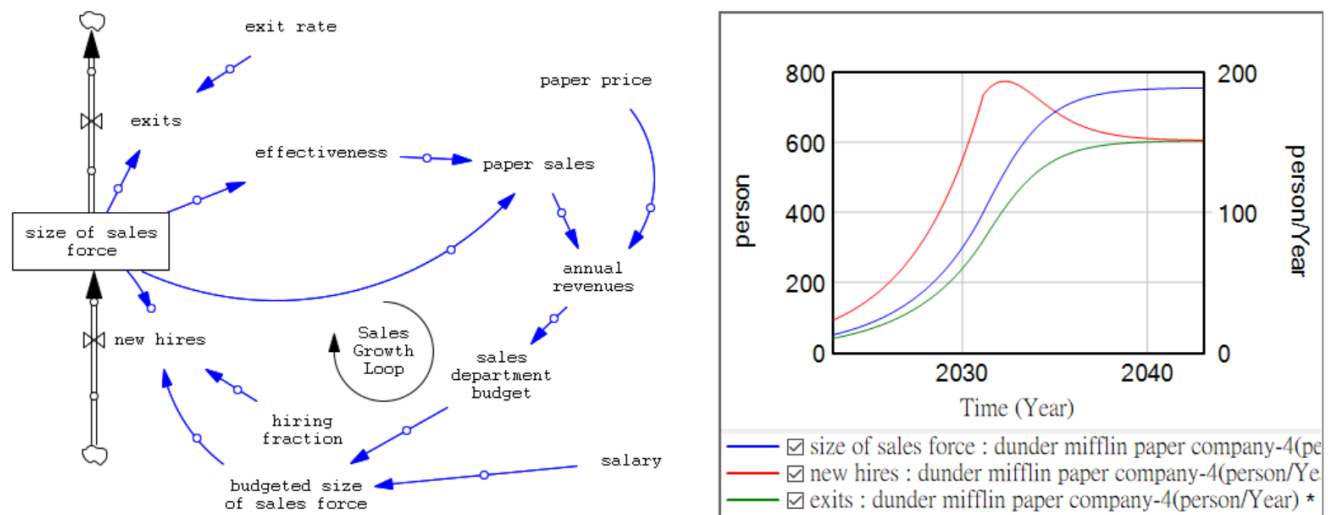 exit rate
exits
effectiveness
paper sales
paper price
size of sales
force
new hires
annual
revenues
Sales
Growth
Loop
sales
department
budget
hiring
fraction
budgeted size
of sales force
salary
800
600
400
200
0
person
200
100
0
person/Year
2030
2040
Time (Year)
size of sales force : dunder mifflin paper company-4(pe
new hires : dunder mifflin paper company-4(person/Ye
exits : dunder mifflin paper company-4(person/Year) *